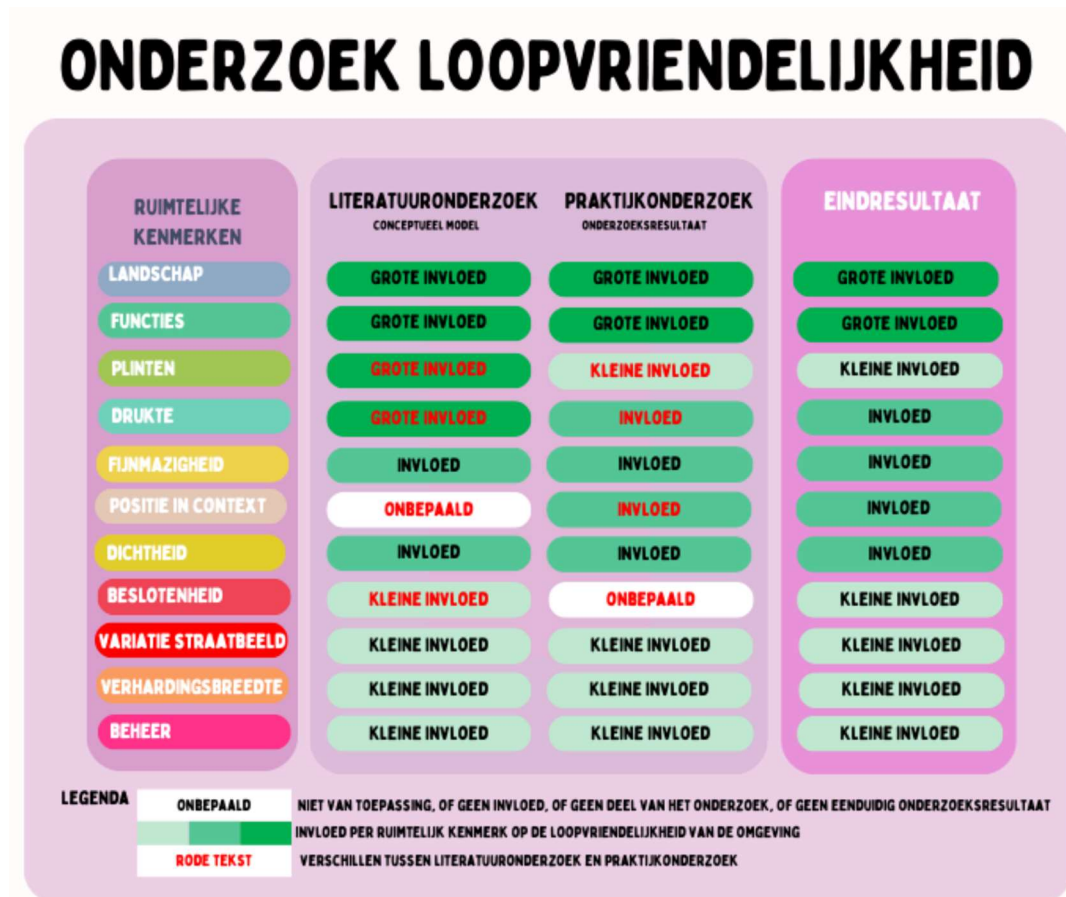 ONDERZOEK LOOPVRIENDELIJKHEID
RUIMTELIJKE
KENMERKEN
LITERATUURONDERZOEK
CONCEPTUEEL MODEL
PRAKTIJKONDERZOEK
ONDERZOEKSRESULTAAT
EINDRESULTAAT
LANDSCHAP GROTE INVLOED GROTE INVLOED GROTE INVLOED
FUNCTIES GROTE INVLOED GROTE INVLOED GROTE INVLOED
PLINTEN GROTE INVLOED KLEINE INVLOED KLEINE INVLOED
DRUKTE GROTE INVLOED INVLOED INVLOED
FIJNMAZIGHEID INVLOED INVLOED INVLOED
POSITIE IN CONTEXT ONBEPAALD INVLOED INVLOED
DICHTHEID INVLOED INVLOED INVLOED
BESLOTENHEID KLEINE INVLOED ONBEPAALD KLEINE INVLOED
VARIATIE STRAATBEELD KLEINE INVLOED KLEINE INVLOED KLEINE INVLOED
VERHARDINGSBREEDTE KLEINE INVLOED KLEINE INVLOED KLEINE INVLOED
BEHEER KLEINE INVLOED KLEINE INVLOED KLEINE INVLOED
LEGENDA ONBEPAALD NIET VAN TOEPASSING, OF GEEN INVLOED, OF GEEN DEEL VAN HET ONDERZOEK, OF GEEN EENDUIDIG ONDERZOEKSRESULTAAT
INVLOED PER RUIMTELIJK KENMERK OP DE LOOPVRIENDELIJKHEID VAN DE OMGEVING
RODE TEKST VERSCHILLEN TUSSEN LITERATUURONDERZOEK EN PRAKTIJKONDERZOEK